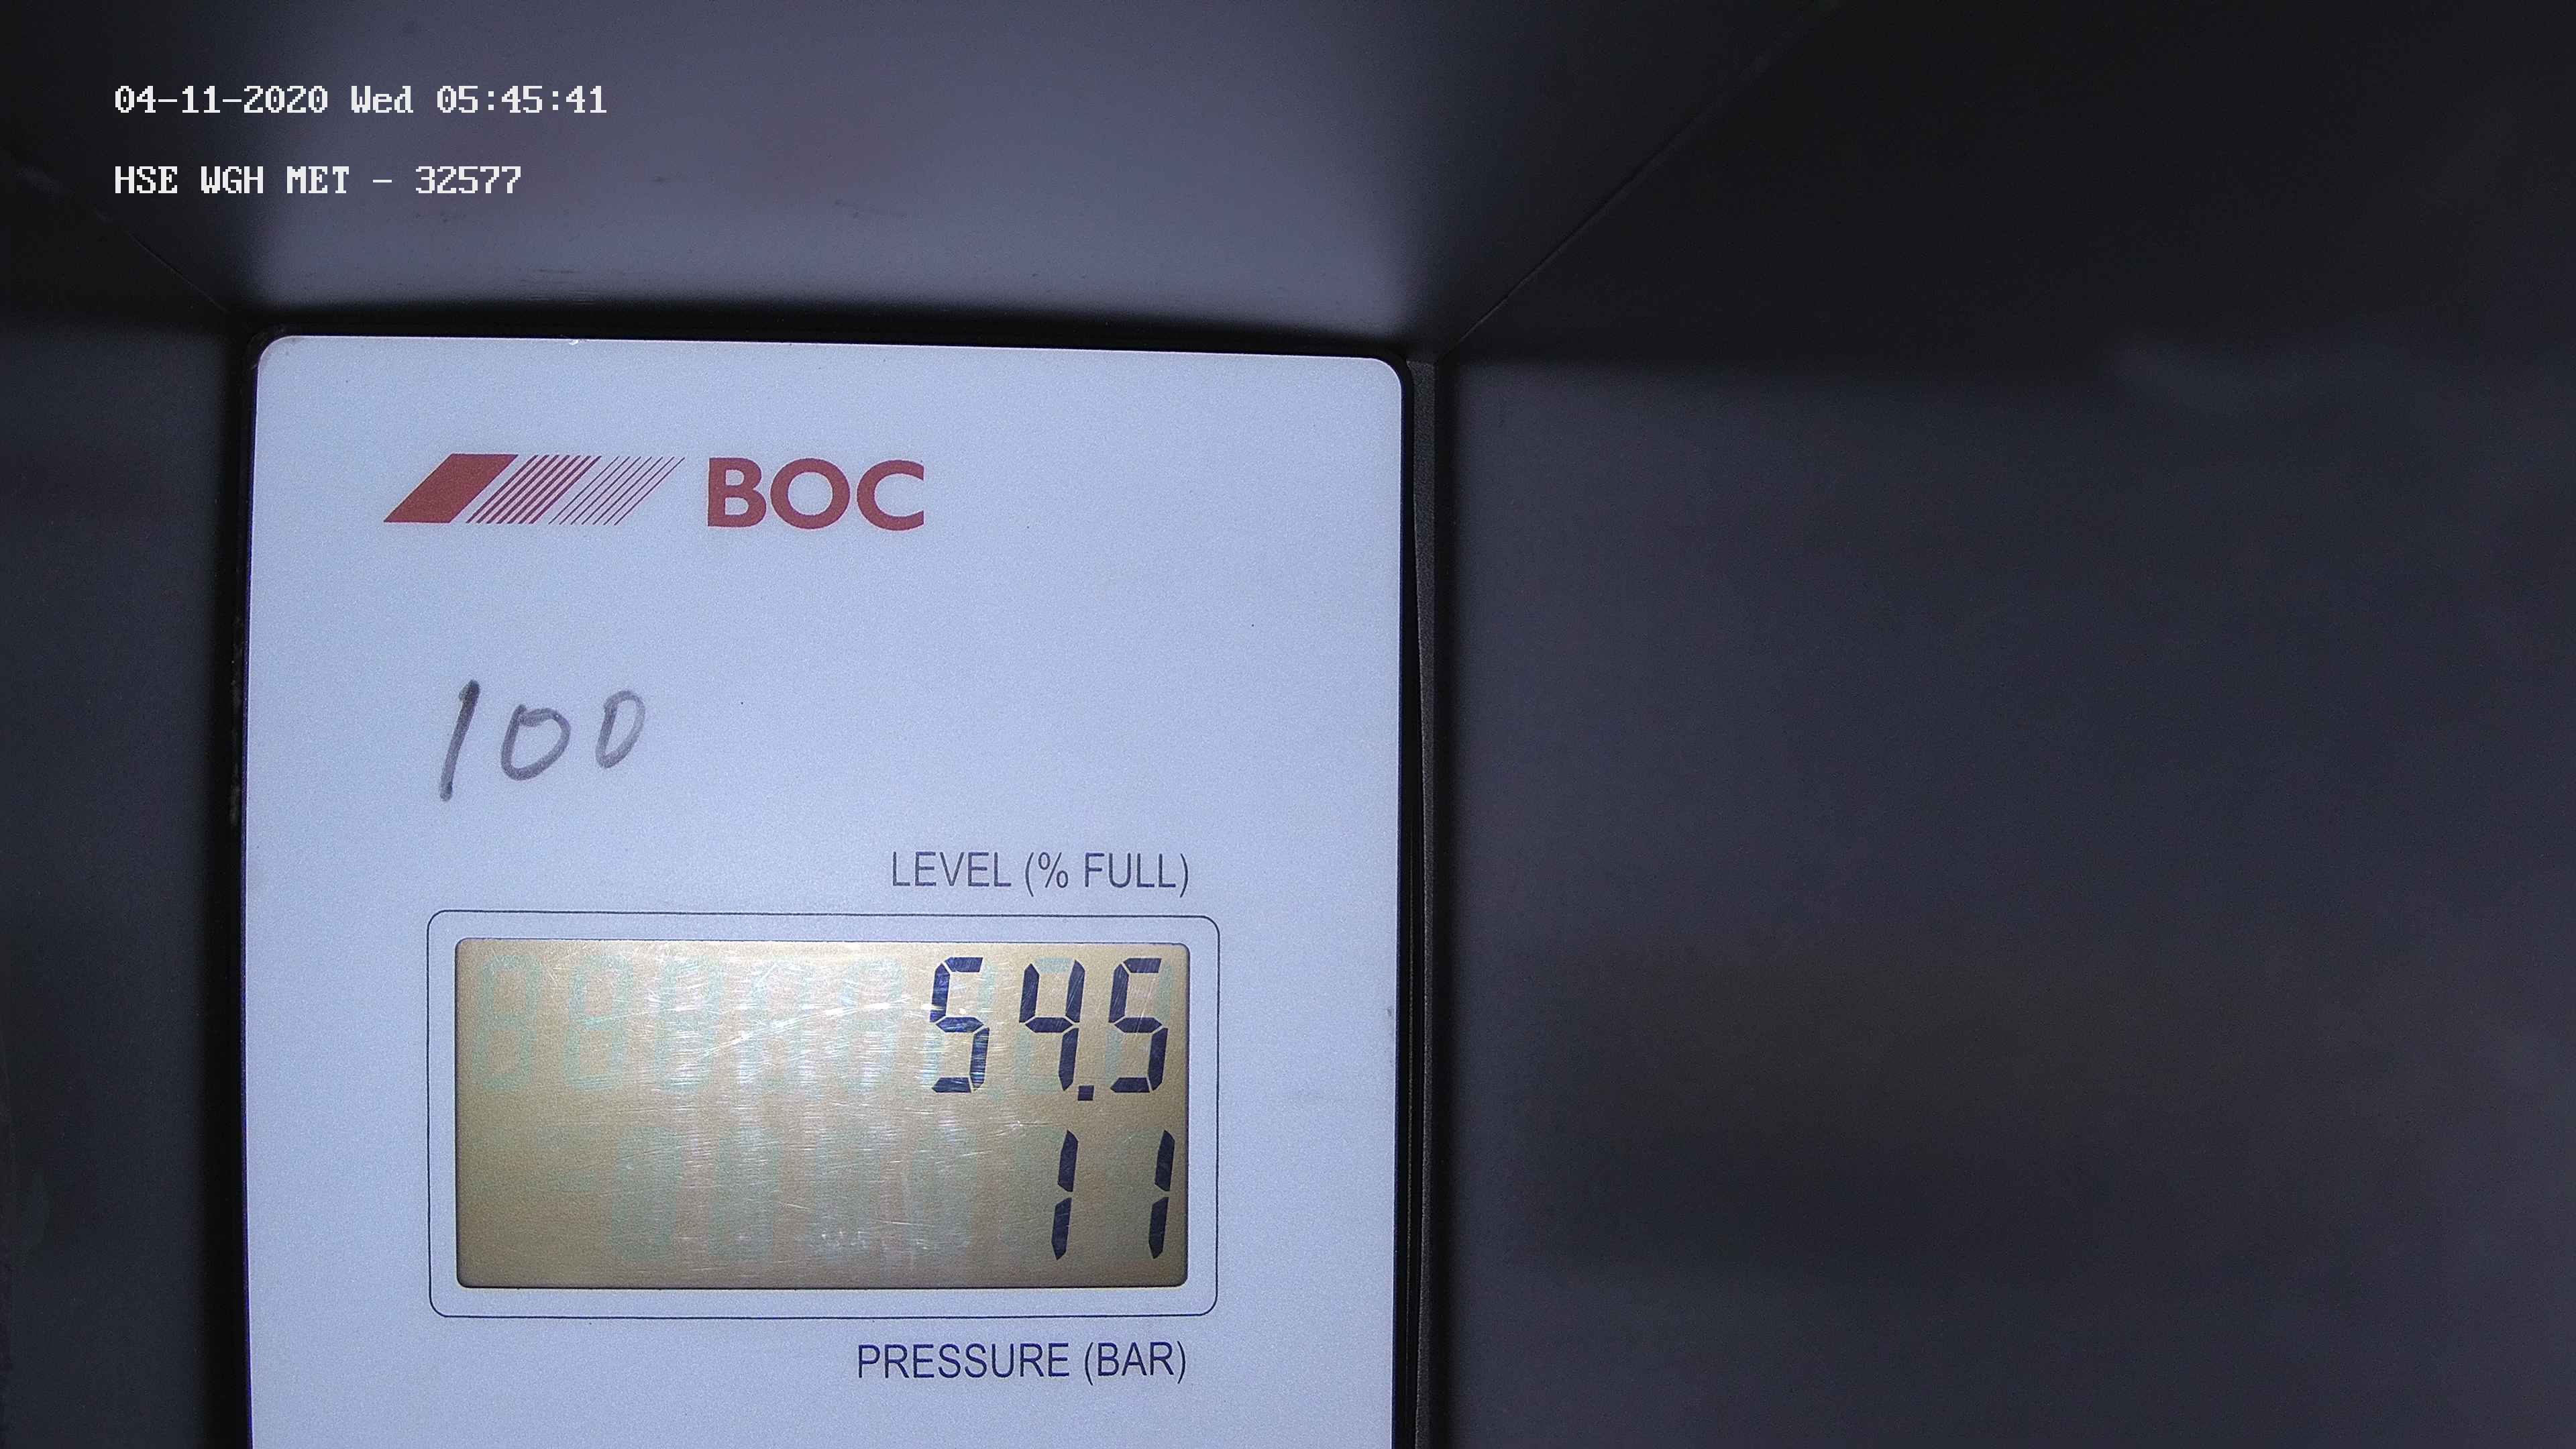 04-11-2020 Wed 05:45:41
HSE WGH MET - 32577
BOC
100
LEVEL (% FULL)
54.5
11
PRESSURE (BAR)